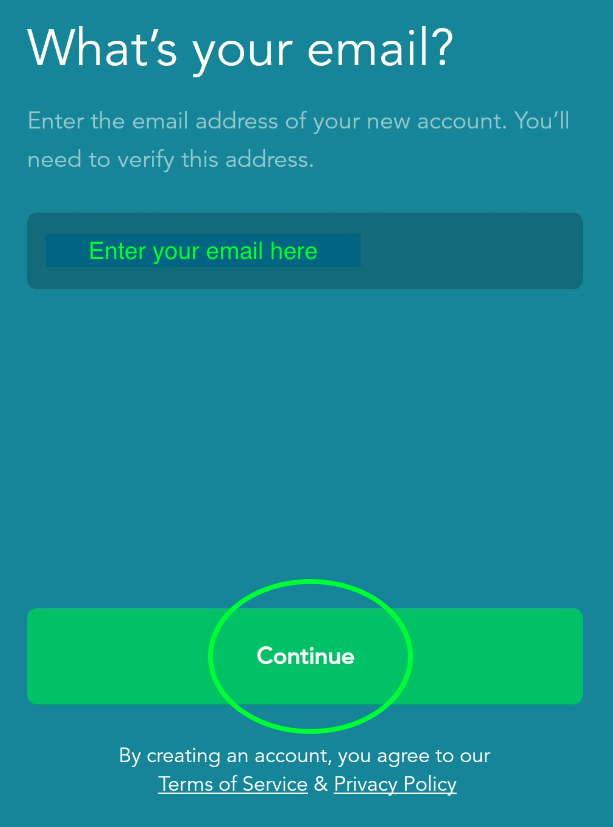 What’s your email?
Enter the email address of your new account. You’ll
need to verify this address.
Enter your email here
Continue
By creating an account, you agree to our
Terms of Service & Privacy Policy